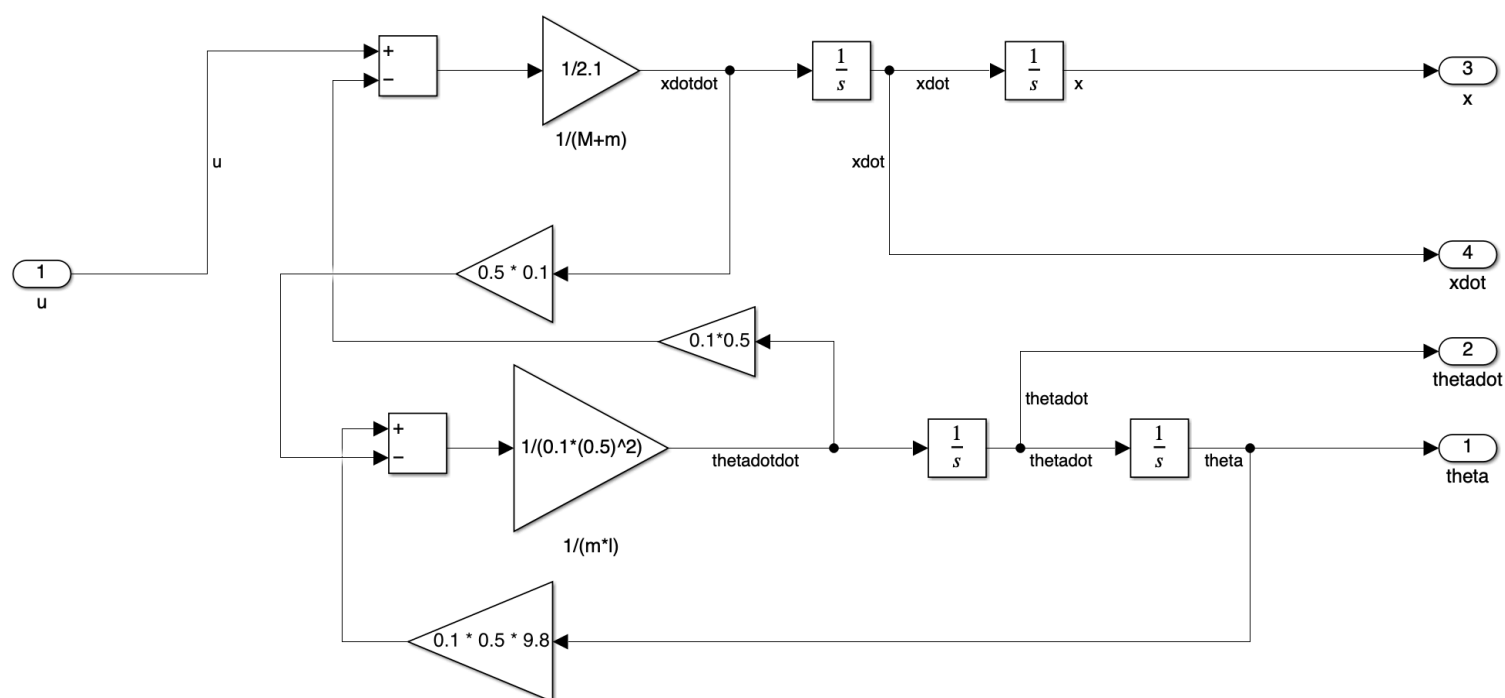 +
−
1/2.1
xdotdot
1/(M+m)
1
s
xdot
1
s
x
3
x
u
xdot
1
u
0.5 * 0.1
4
xdot
0.1*0.5
2
thetadot
thetadot
+
−
1/(0.1*(0.5)^2)
thetadotdot
1/(m*l)
1
s
thetadot
1
s
theta
1
theta
0.1 * 0.5 * 9.8